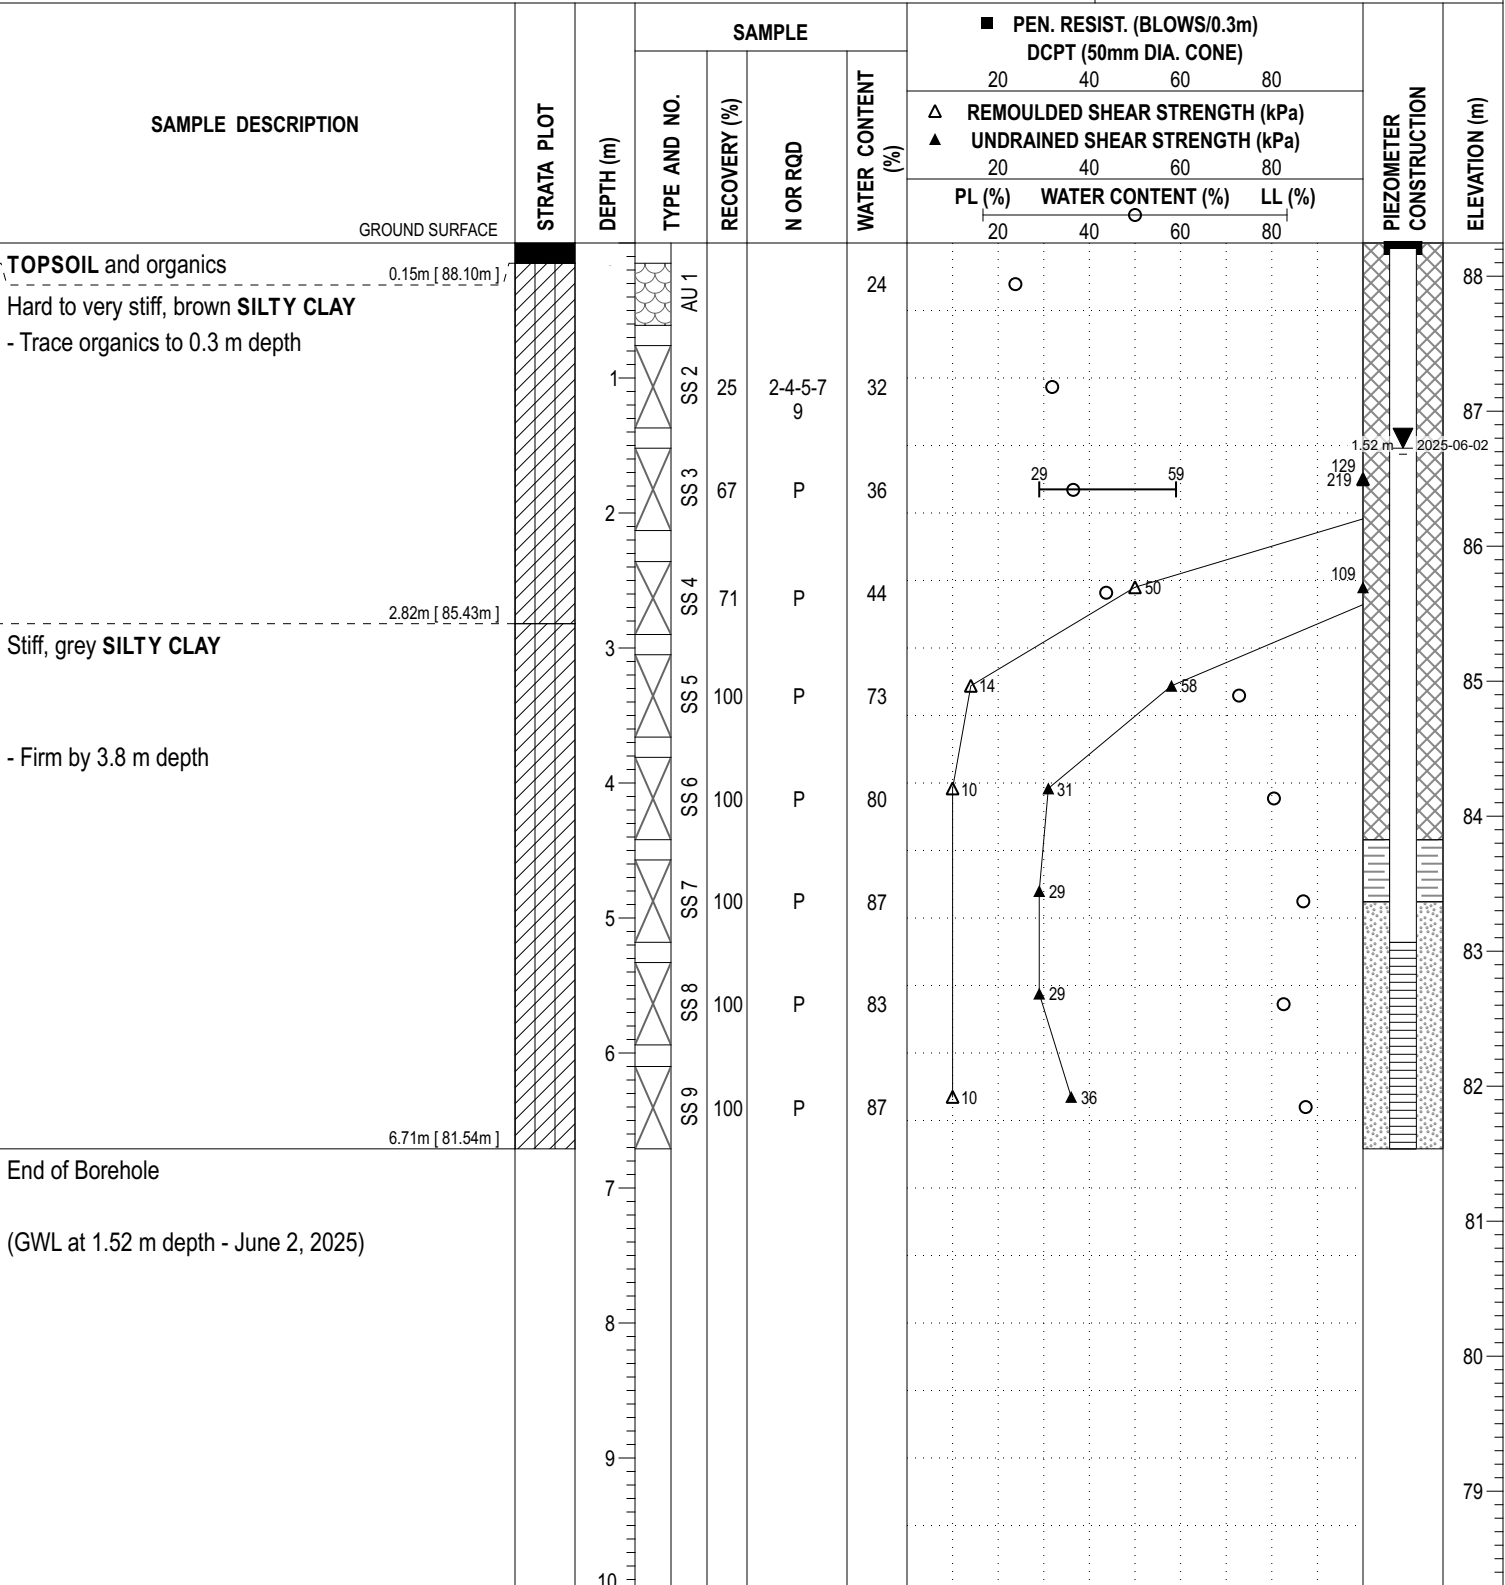 SAMPLE DESCRIPTION
GROUND SURFACE
STRATA PLOT
DEPTH (m)
SAMPLE
TYPE AND NO.
RECOVERY (%)
N OR RQD
WATER CONTENT
(%)
■ PEN. RESIST. (BLOWS/0.3m)
DCPT (50mm DIA. CONE)
20 40 60 80
△ REMOULDED SHEAR STRENGTH (kPa)
▲ UNDRAINED SHEAR STRENGTH (kPa)
20 40 60 80
PL (%) WATER CONTENT (%) LL (%)
20 40 60 80
PIEZOMETER
CONSTRUCTION
ELEVATION (m)
TOPSOIL and organics
0.15m [ 88.10m ]
Hard to very stiff, brown SILTY CLAY
- Trace organics to 0.3 m depth
2.82m [ 85.43m ]
Stiff, grey SILTY CLAY
- Firm by 3.8 m depth
6.71m [ 81.54m ]
End of Borehole
(GWL at 1.52 m depth - June 2, 2025)
1
2
3
4
5
6
7
8
9
10
AU 1 24
SS 2 25 2-4-5-7 32
9
SS 3 67 P 36
SS 4 71 P 44
SS 5 100 P 73
SS 6 100 P 80
SS 7 100 P 87
SS 8 100 P 83
SS 9 100 P 87
29 59
129
219
109
50
14 58
10 31
29
29
10 36
1.52 m 2025-06-02
88
87
86
85
84
83
82
81
80
79